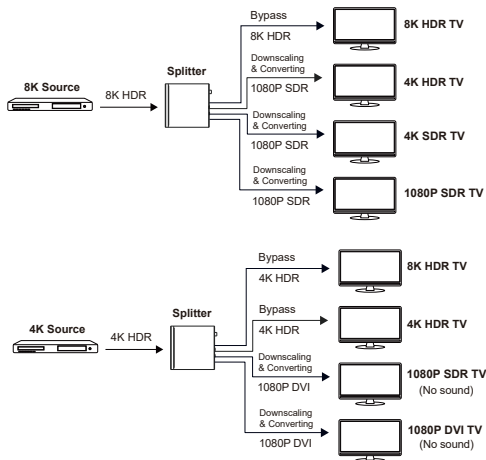 Bypass
8K HDR
8K HDR TV
Splitter
Downscaling
& Converting
1080P SDR
4K HDR TV
8K Source
8K HDR
Downscaling
& Converting
1080P SDR
4K SDR TV
Downscaling
& Converting
1080P SDR
1080P SDR TV
Bypass
4K HDR
8K HDR TV
Splitter
Bypass
4K HDR
4K HDR TV
4K Source
4K HDR
Downscaling
& Converting
1080P DVI
1080P SDR TV
(No sound)
Downscaling
& Converting
1080P DVI
1080P DVI TV
(No sound)